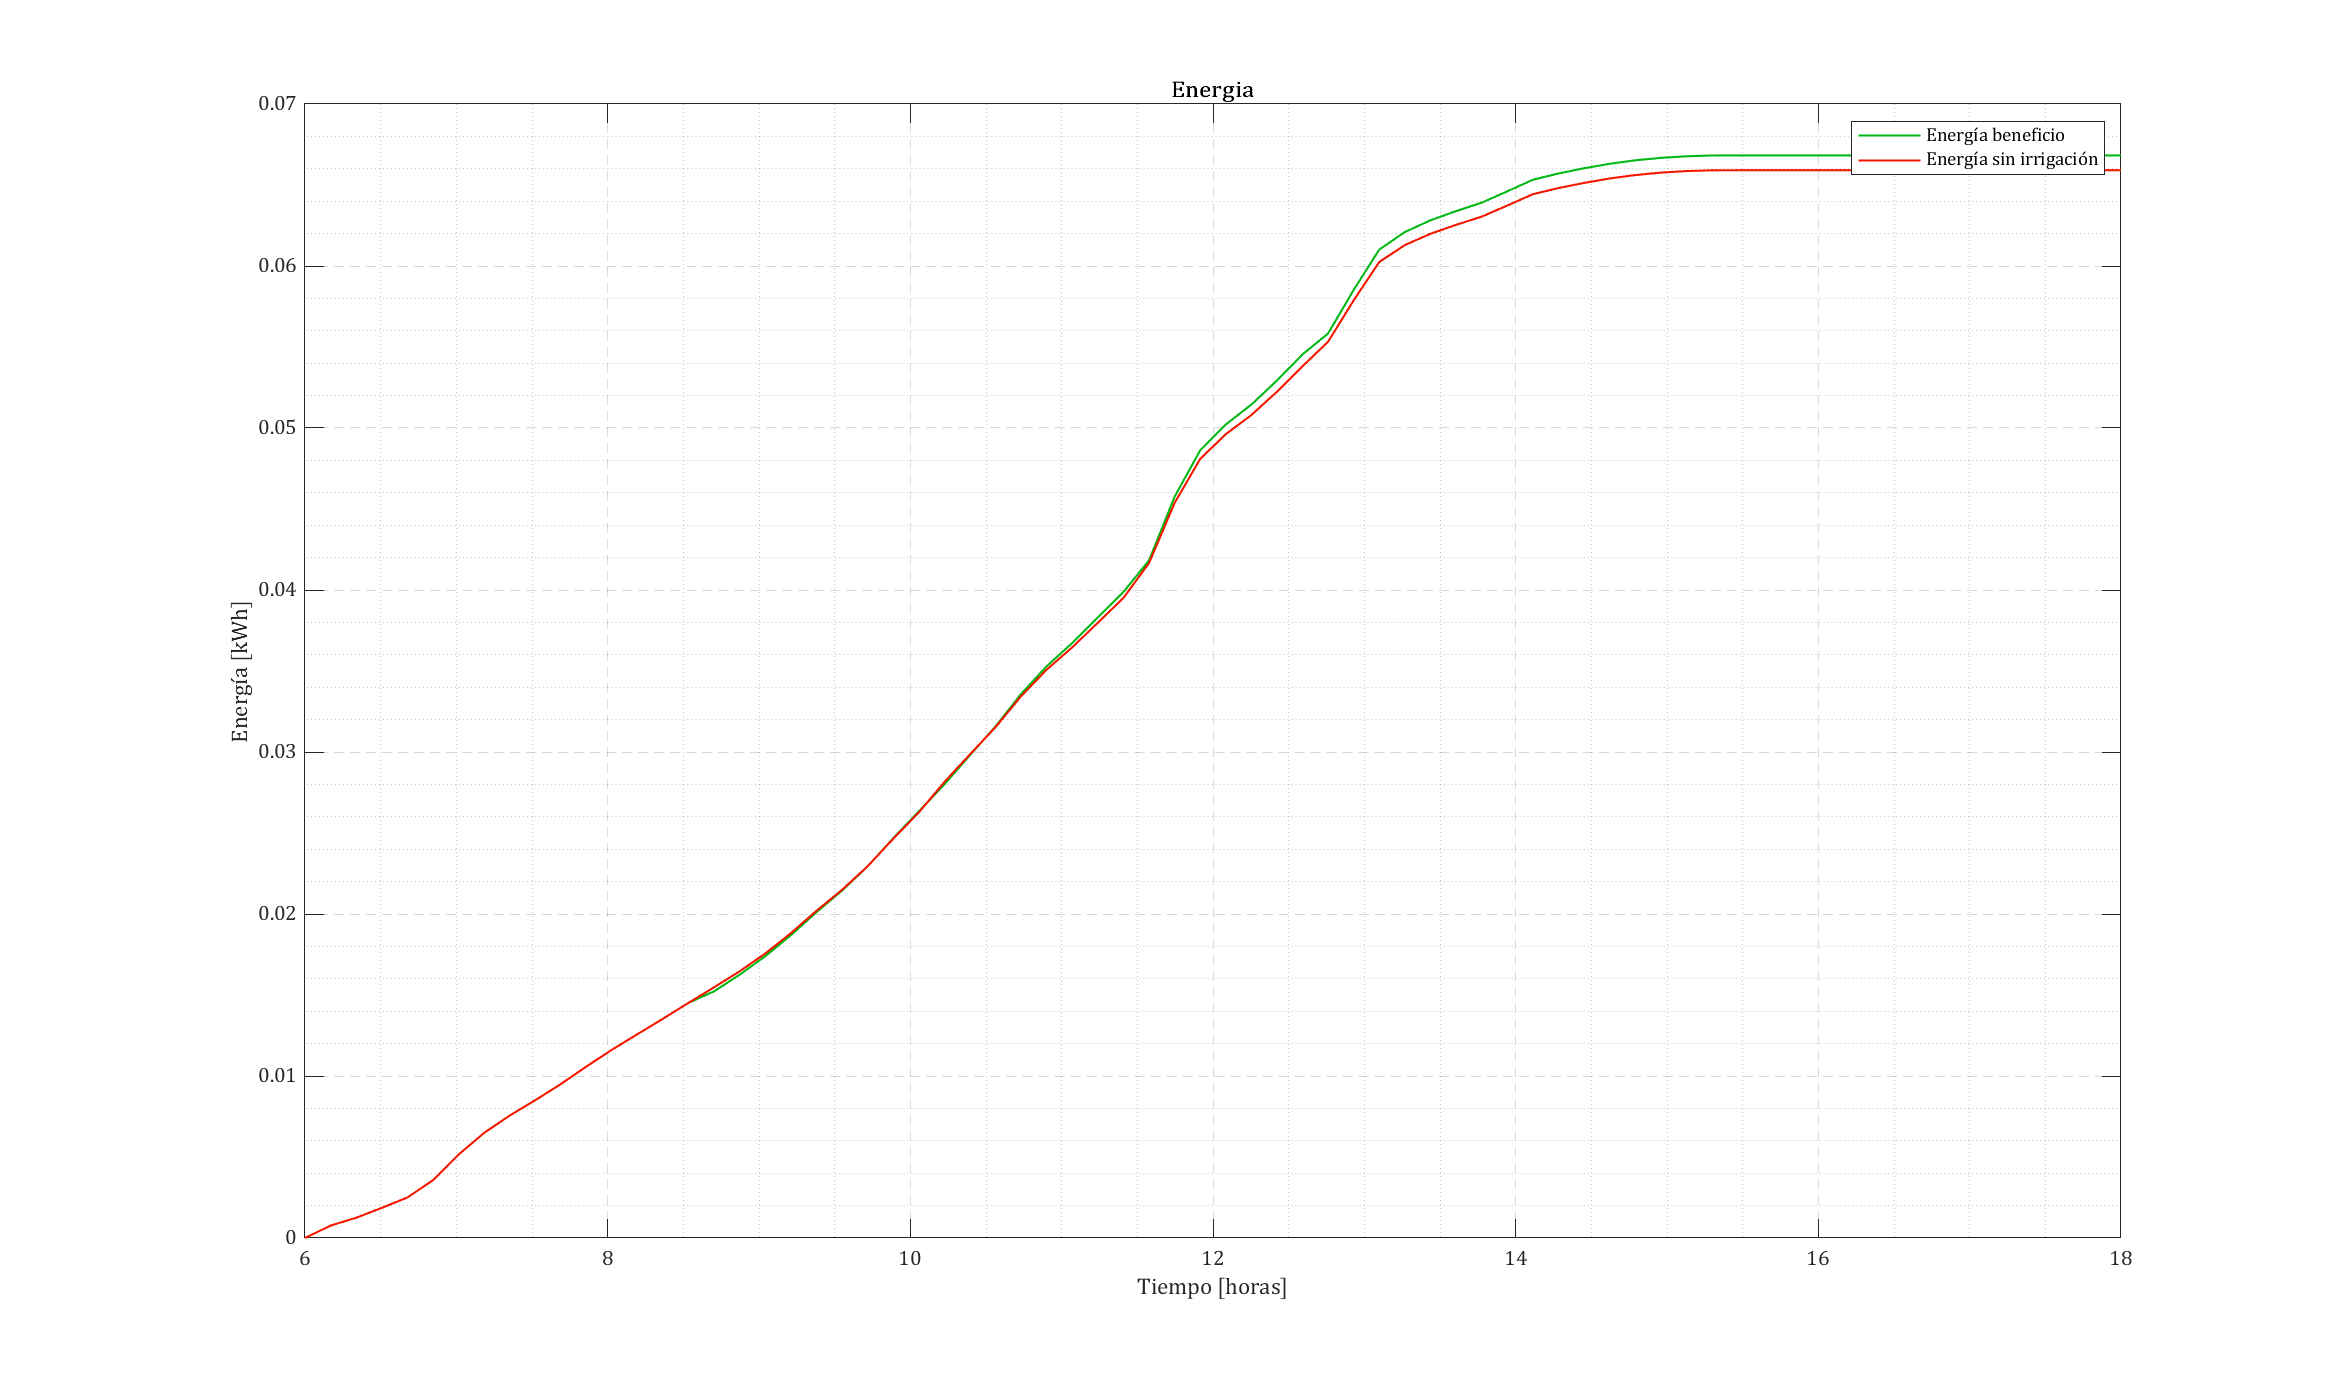 Energia
0.07
0.06
0.05
0.04
0.03
0.02
0.01
0
Energía [kWh]
Energía beneficio
Energía sin irrigación
6 8 10 12 14 16 18
Tiempo [horas]